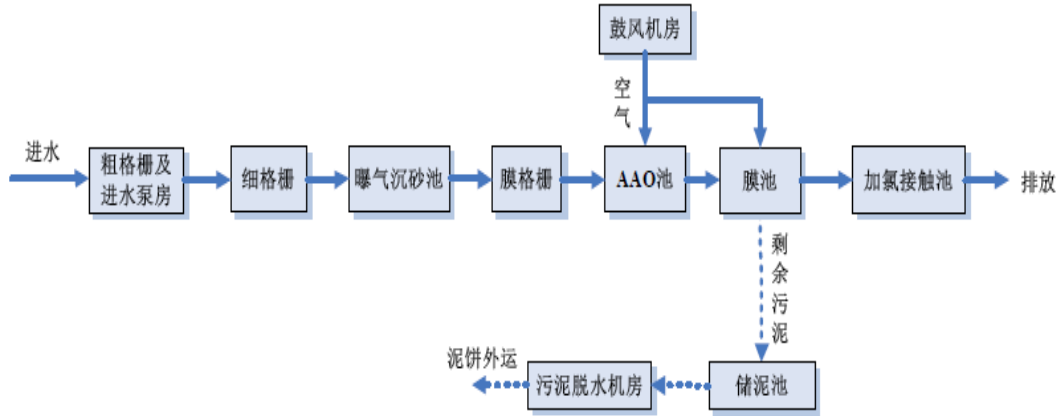 鼓风机房
空
气
进水
粗格栅及
进水泵房
细格栅
曝气沉砂池
膜格栅
AAO池
膜池
加氯接触池
排放
剩
余
污
泥
泥饼外运
污泥脱水机房
储泥池